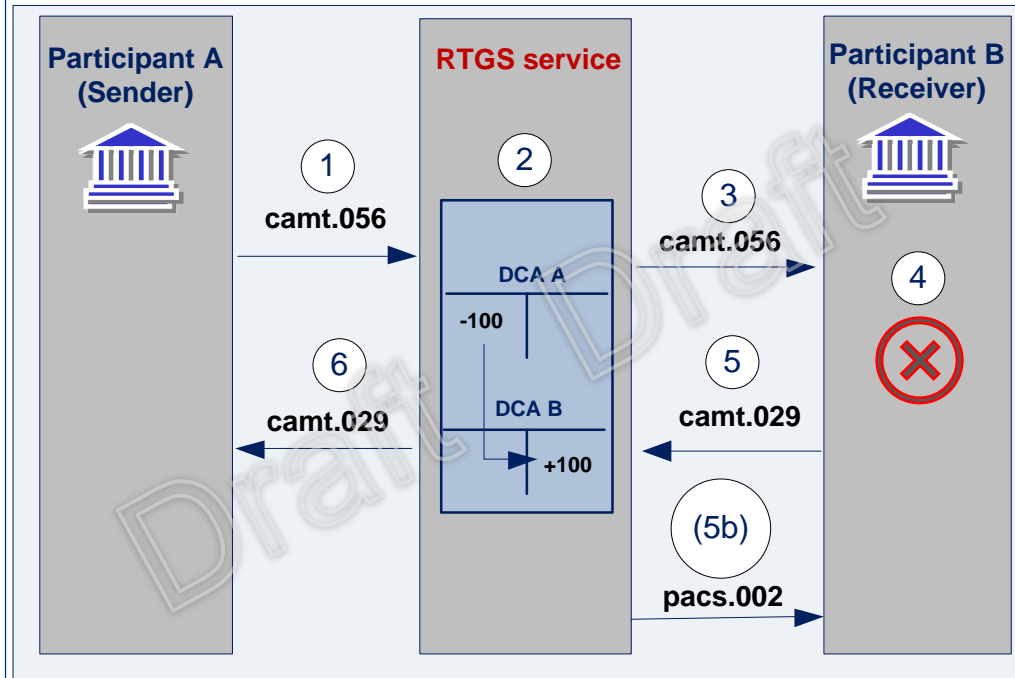 Participant A
(Sender)
RTGS service
Participant B
(Receiver)
1
camt.056
2
3
camt.056
4
DCA A
-100
6
camt.029
5
camt.029
DCA B
+100
(5b)
pacs.002
Draft
Draft